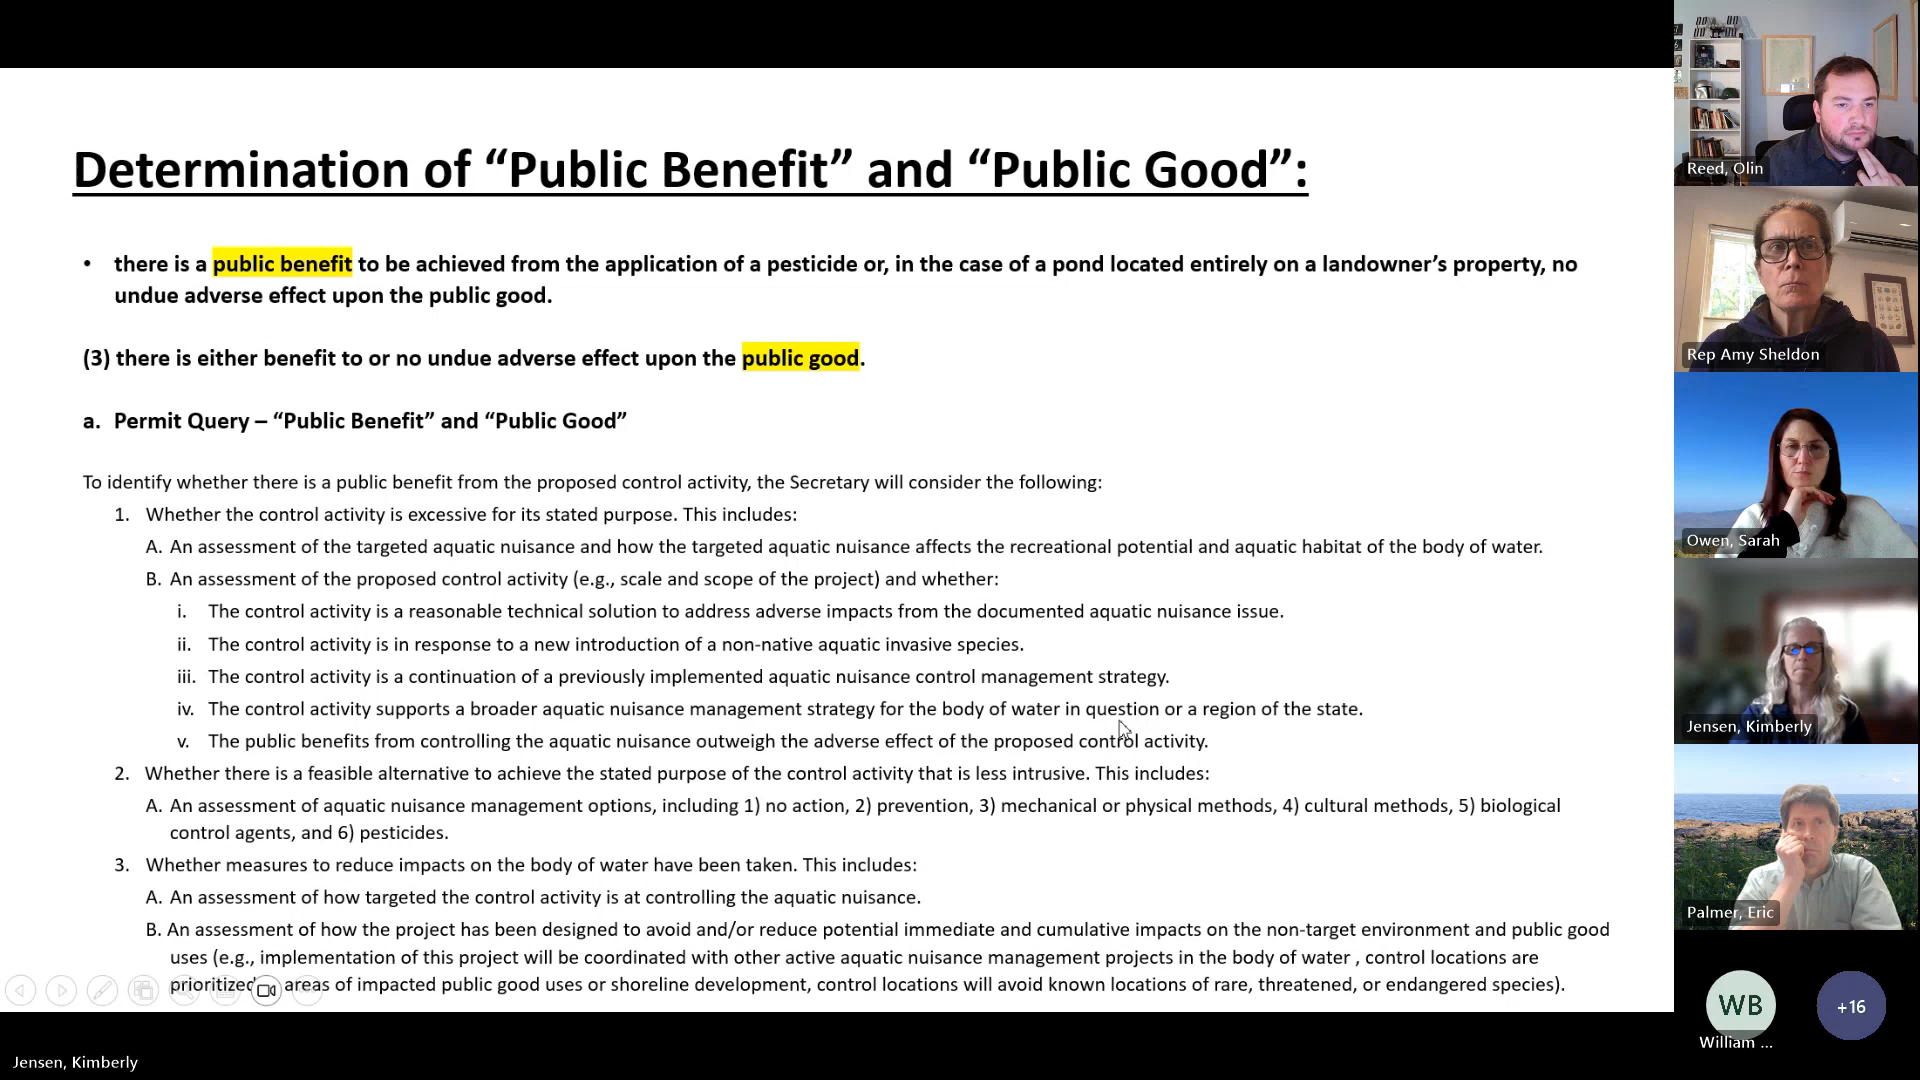 Determination of “Public Benefit” and “Public Good”:
• there is a public benefit to be achieved from the application of a pesticide or, in the case of a pond located entirely on a landowner’s property, no
undue adverse effect upon the public good.
(3) there is either benefit to or no undue adverse effect upon the public good.
a. Permit Query – “Public Benefit” and “Public Good”
To identify whether there is a public benefit from the proposed control activity, the Secretary will consider the following:
1. Whether the control activity is excessive for its stated purpose. This includes:
A. An assessment of the targeted aquatic nuisance and how the targeted aquatic nuisance affects the recreational potential and aquatic habitat of the body of water.
B. An assessment of the proposed control activity (e.g., scale and scope of the project) and whether:
i. The control activity is a reasonable technical solution to address adverse impacts from the documented aquatic nuisance issue.
ii. The control activity is in response to a new introduction of a non-native aquatic invasive species.
iii. The control activity is a continuation of a previously implemented aquatic nuisance control management strategy.
iv. The control activity supports a broader aquatic nuisance management strategy for the body of water in question or a region of the state.
v. The public benefits from controlling the aquatic nuisance outweigh the adverse effect of the proposed control activity.
2. Whether there is a feasible alternative to achieve the stated purpose of the control activity that is less intrusive. This includes:
A. An assessment of aquatic nuisance management options, including 1) no action, 2) prevention, 3) mechanical or physical methods, 4) cultural methods, 5) biological
control agents, and 6) pesticides.
3. Whether measures to reduce impacts on the body of water have been taken. This includes:
A. An assessment of how targeted the control activity is at controlling the aquatic nuisance.
B. An assessment of how the project has been designed to avoid and/or reduce potential immediate and cumulative impacts on the non-target environment and public good
uses (e.g., implementation of this project will be coordinated with other active aquatic nuisance management projects in the body of water , control locations are
prioritized areas of impacted public good uses or shoreline development, control locations will avoid known locations of rare, threatened, or endangered species).
Jensen, Kimberly
Reed, Olin
Rep Amy Sheldon
Owen, Sarah
Jensen, Kimberly
Palmer, Eric
WB
+16
William ...